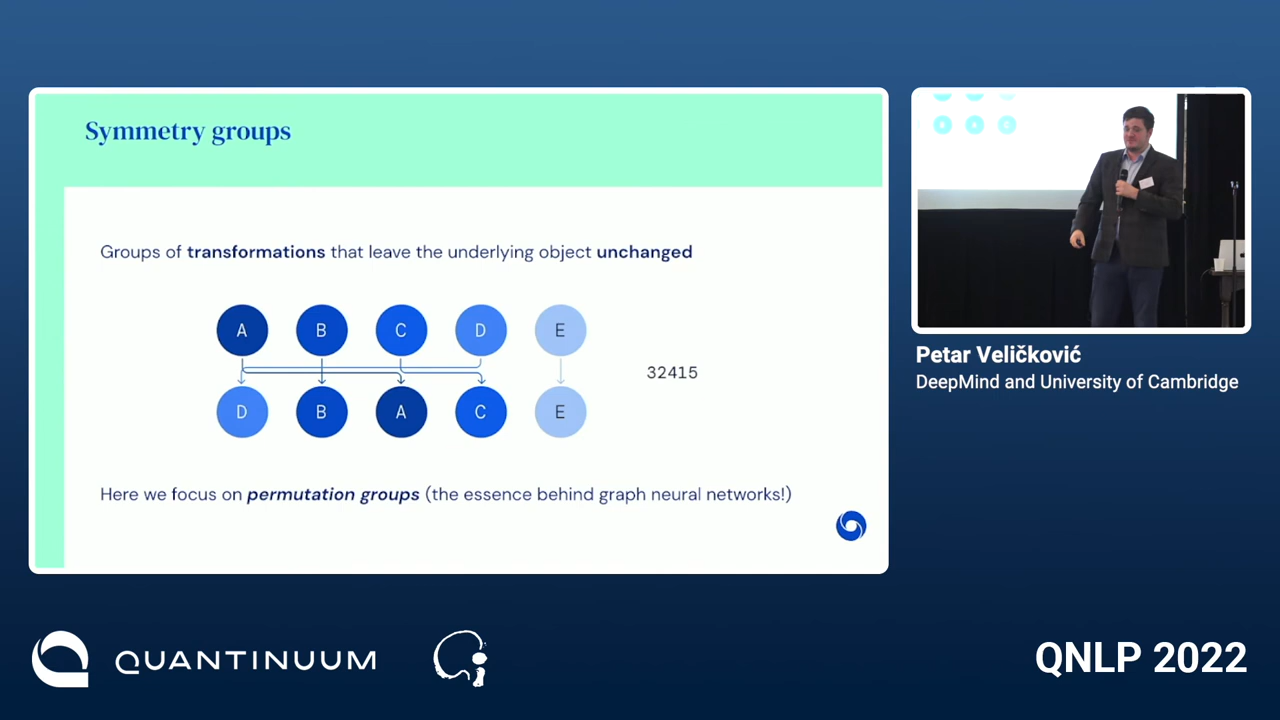 Symmetry groups
Groups of transformations that leave the underlying object unchanged
A B C D E
32415
D B A C E
Here we focus on permutation groups (the essence behind graph neural networks!)
Petar Veličković
DeepMind and University of Cambridge
QUANTINUUM
QNLP 2022